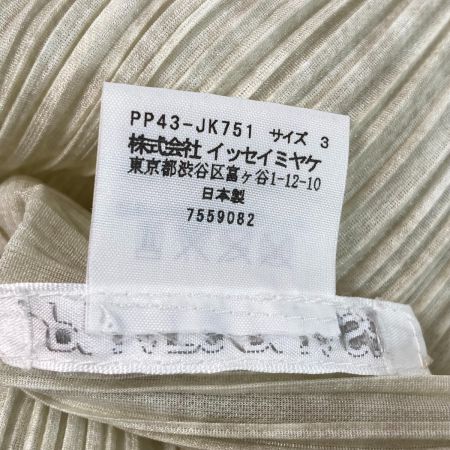 PP43-JK751 サイズ 3
株式会社 イッセイミヤケ
東京都渋谷区富ヶ谷1-12-10
日本製
7559082